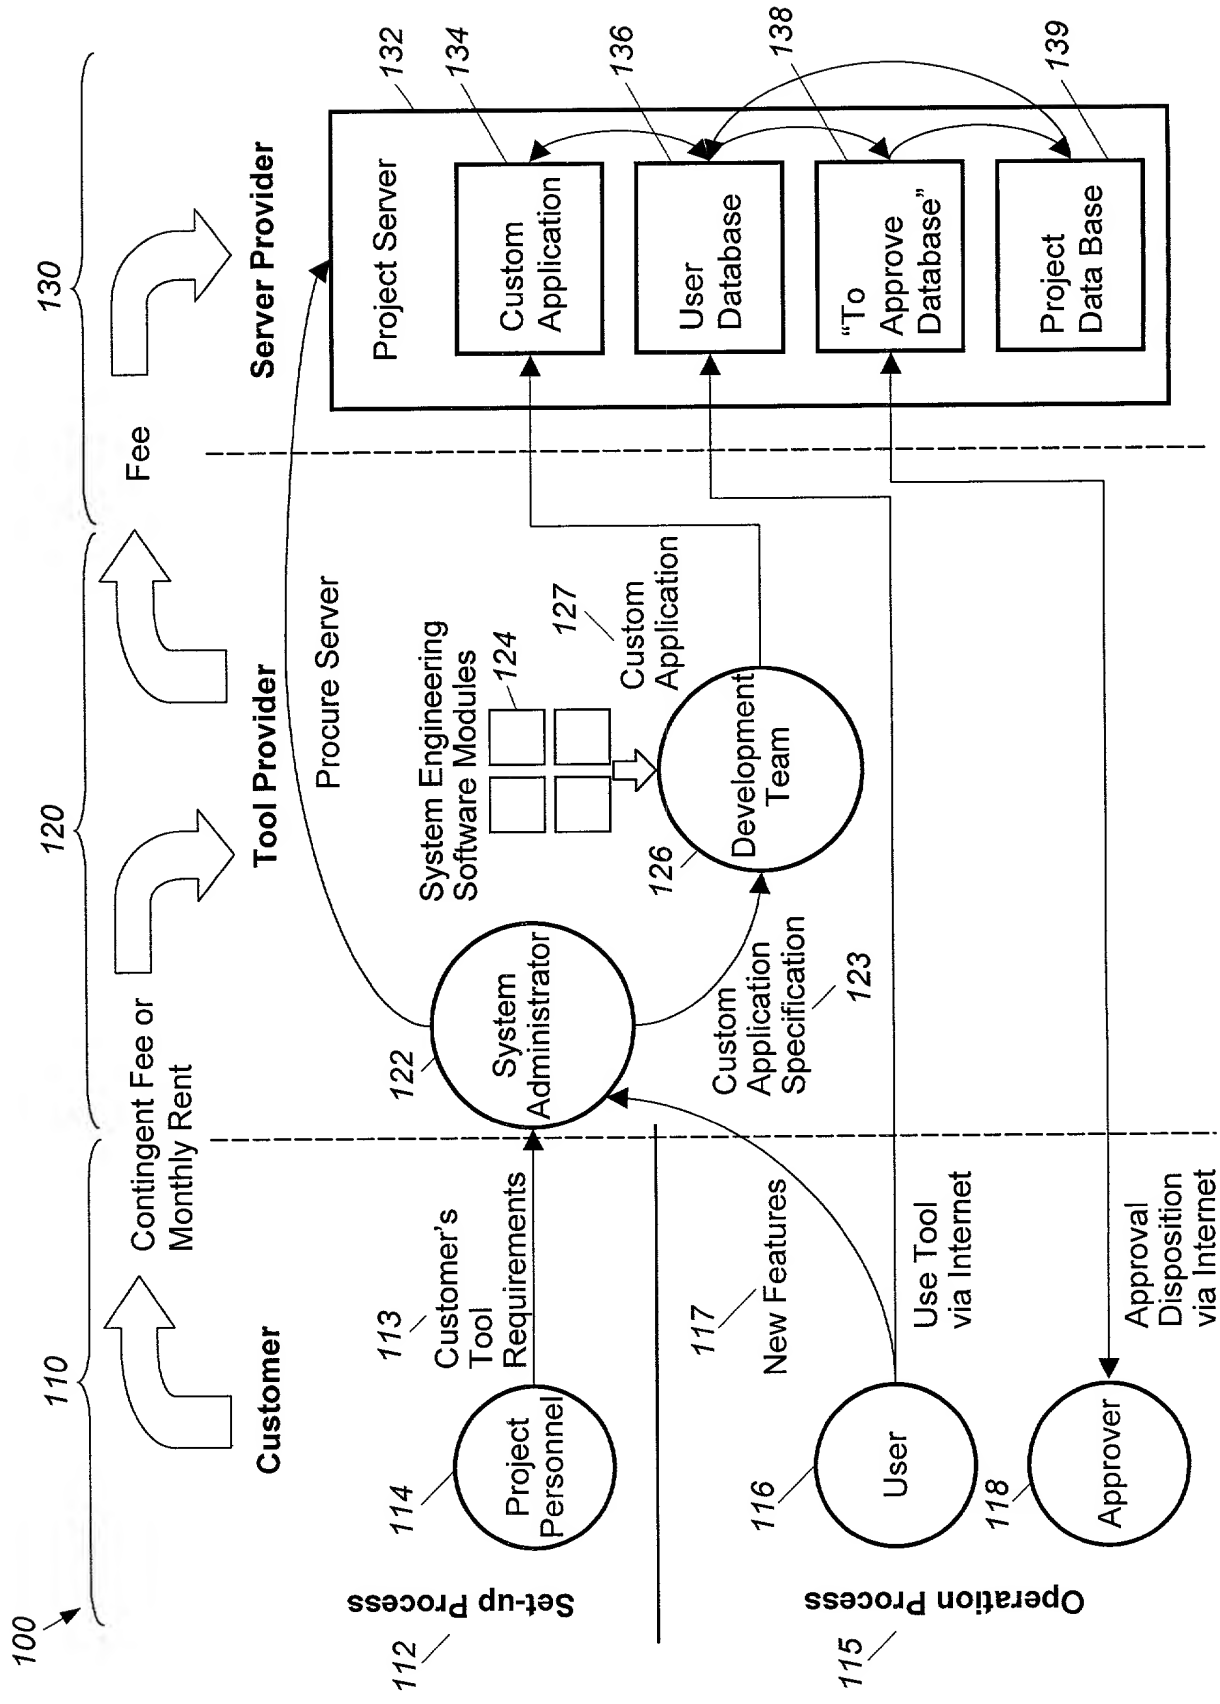 100
110
120
130
Contingent Fee or
Monthly Rent
Fee
Customer
Tool Provider
Server Provider
Set-up Process
112
114
Project
Personnel
113
Customer's
Tool
Requirements
122
System
Administrator
Procure Server
System Engineering
Software Modules
124
126
Development
Team
127
Custom
Application
Custom
Application
Specification
123
132
Project Server
134
Custom
Application
136
User
Database
138
“To
Approve
Database”
139
Project
Data Base
Operation Process
115
116
User
117
New Features
Use Tool
via Internet
118
Approver
Approval
Disposition
via Internet